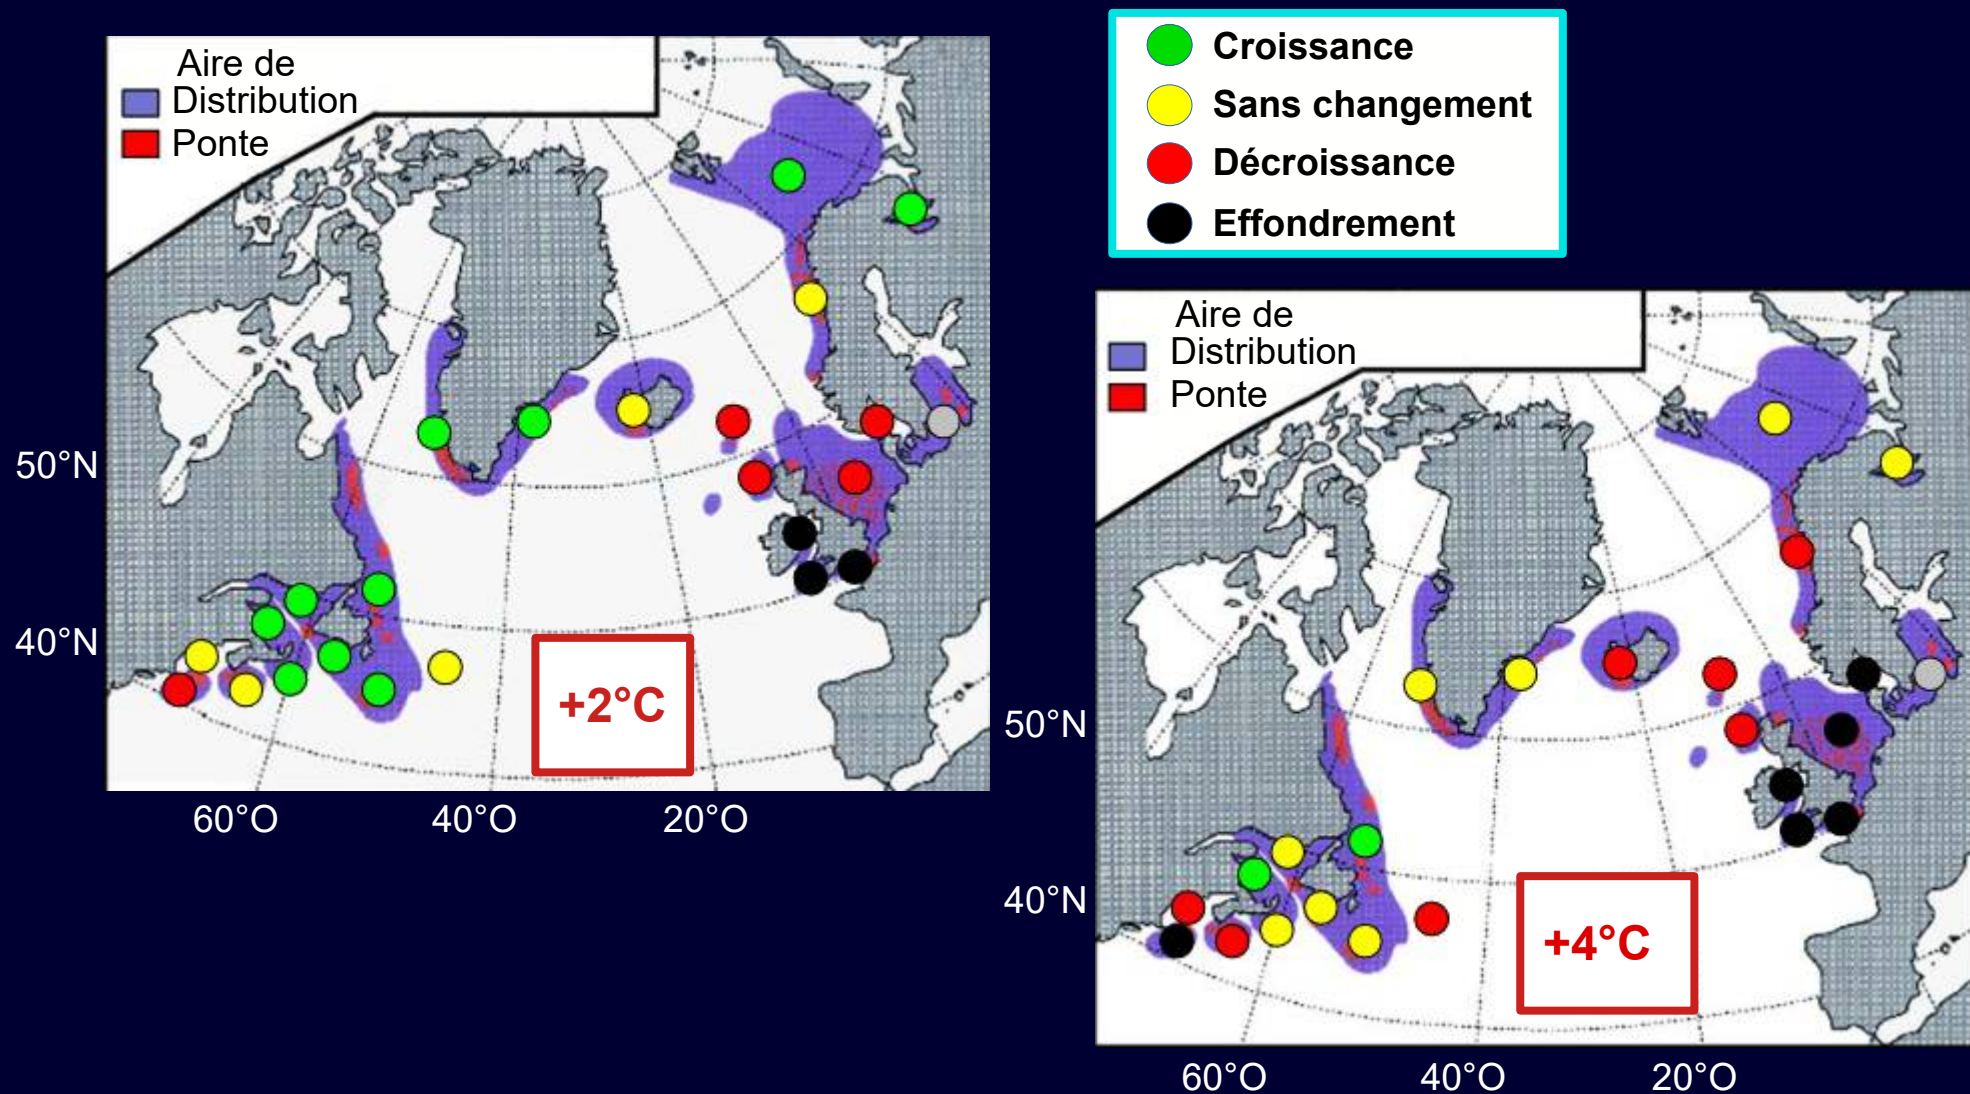 Aire de
Distribution
Ponte
50°N
40°N
60°O
40°O
20°O
+2°C
Croissance
Sans changement
Décroissance
Effondrement
Aire de
Distribution
Ponte
50°N
40°N
60°O
40°O
20°O
+4°C